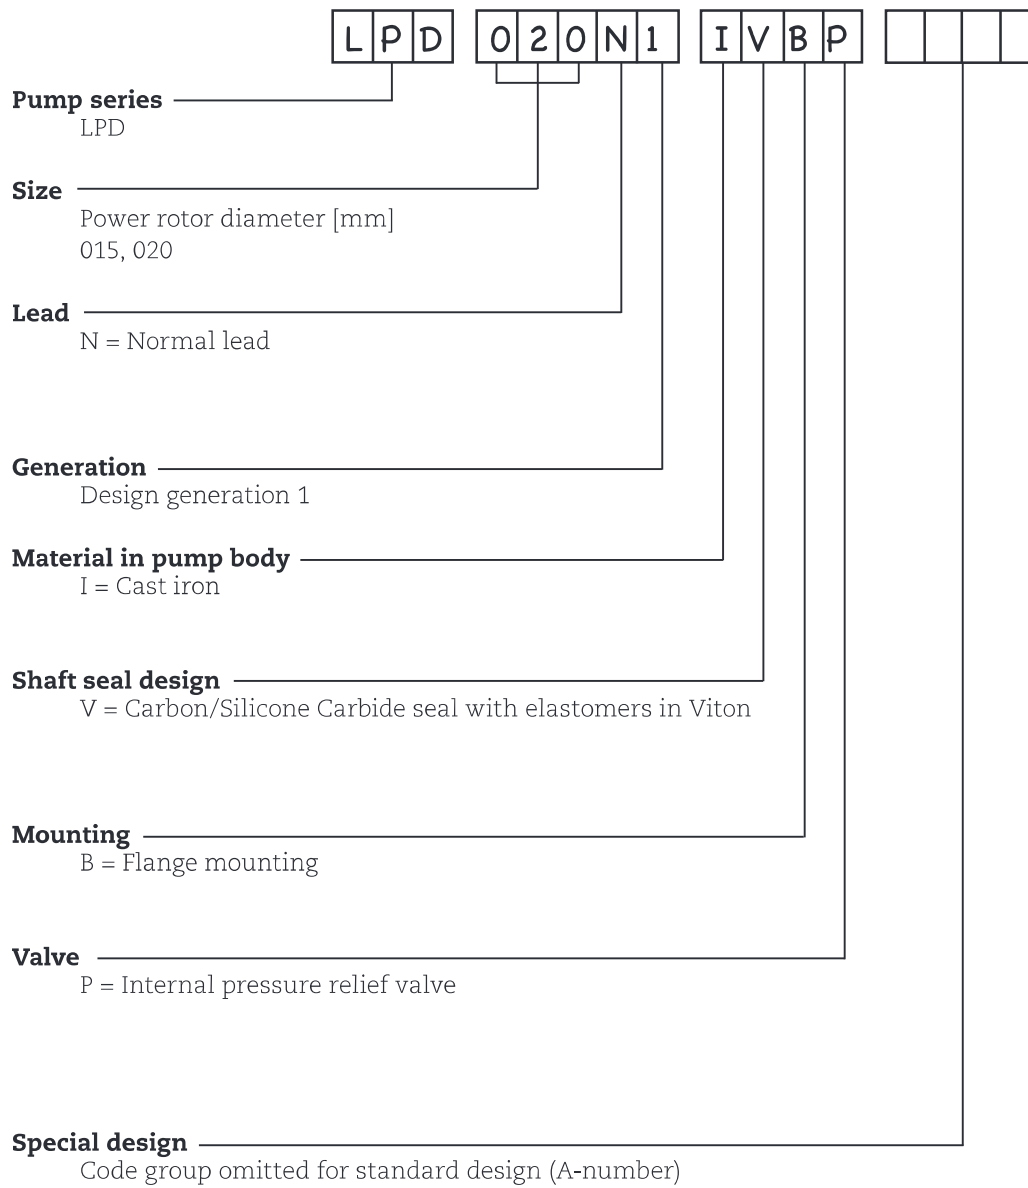 LPD 020N1 IVBP
Pump series
LPD
Size
Power rotor diameter [mm]
015, 020
Lead
N = Normal lead
Generation
Design generation 1
Material in pump body
I = Cast iron
Shaft seal design
V = Carbon/Silicone Carbide seal with elastomers in Viton
Mounting
B = Flange mounting
Valve
P = Internal pressure relief valve
Special design
Code group omitted for standard design (A-number)